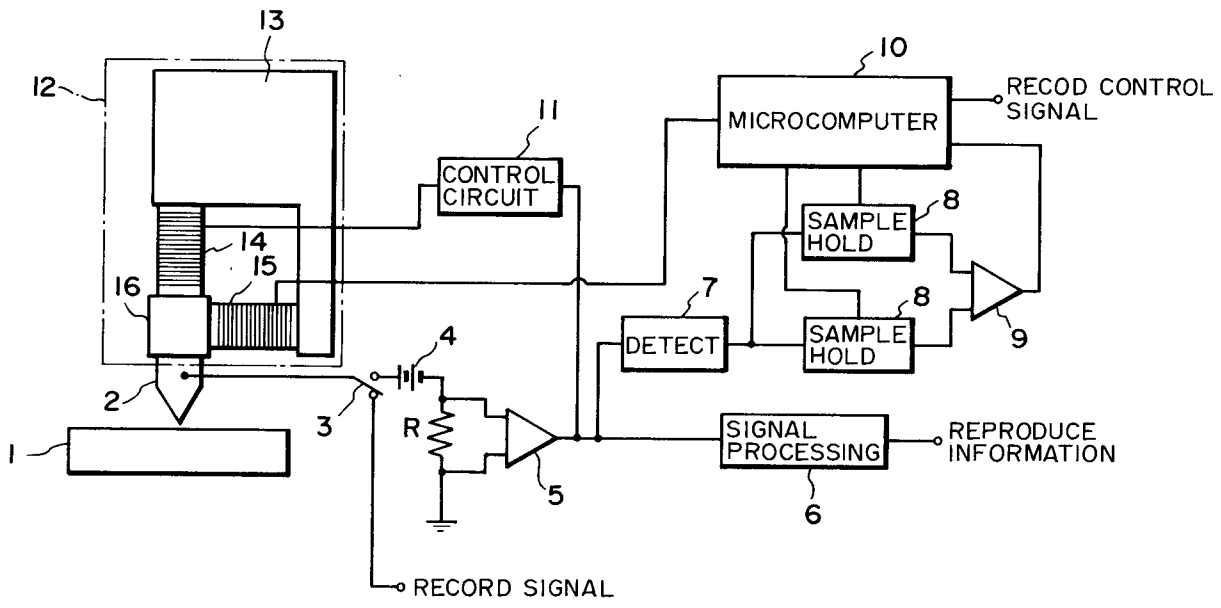 13
12
10
RECOD CONTROL
SIGNAL
MICROCOMPUTER
11
CONTROL
CIRCUIT
8
SAMPLE
HOLD
14
15
16
7
DETECT
8
SAMPLE
HOLD
9
4
2
3
R
5
SIGNAL
PROCESSING
6
REPRODUCE
INFORMATION
1
RECORD SIGNAL